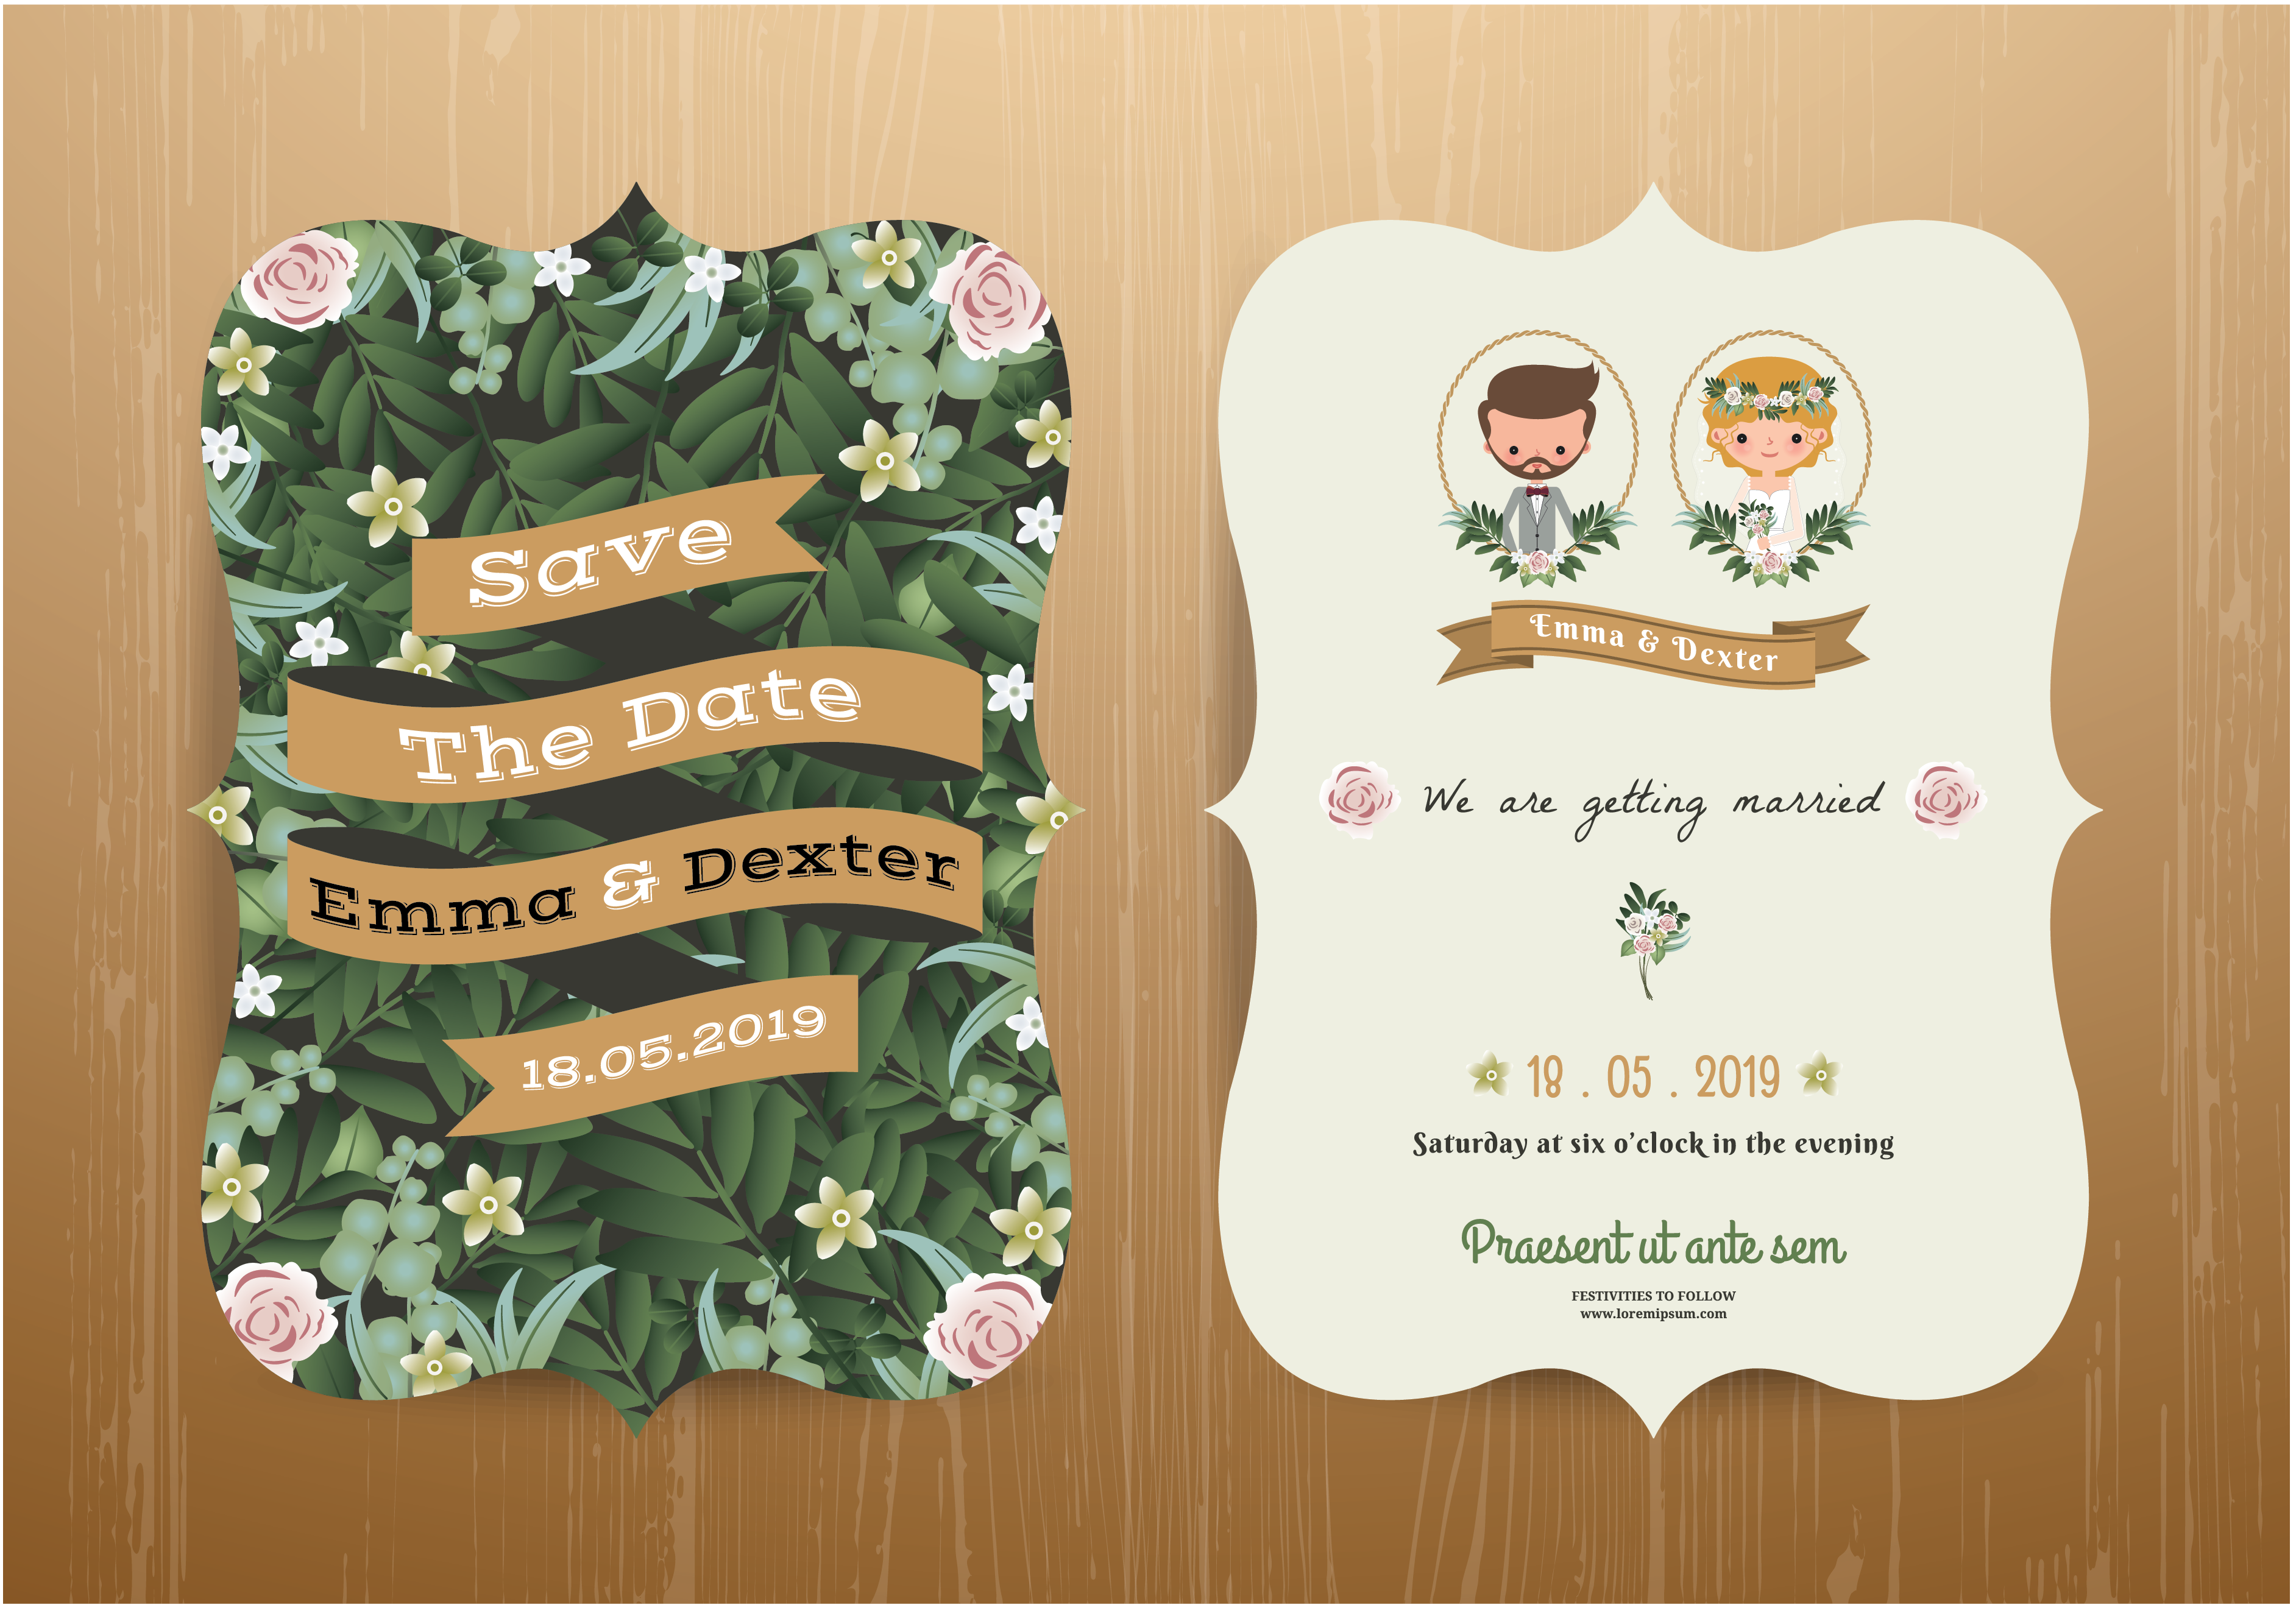 Save
The Date
Emma & Dexter
18.05.2019
Emma & Dexter
We are getting married
18 . 05 . 2019
Saturday at six o'clock in the evening
Praesent ut ante sem
FESTIVITIES TO FOLLOW
www.loremipsum.com